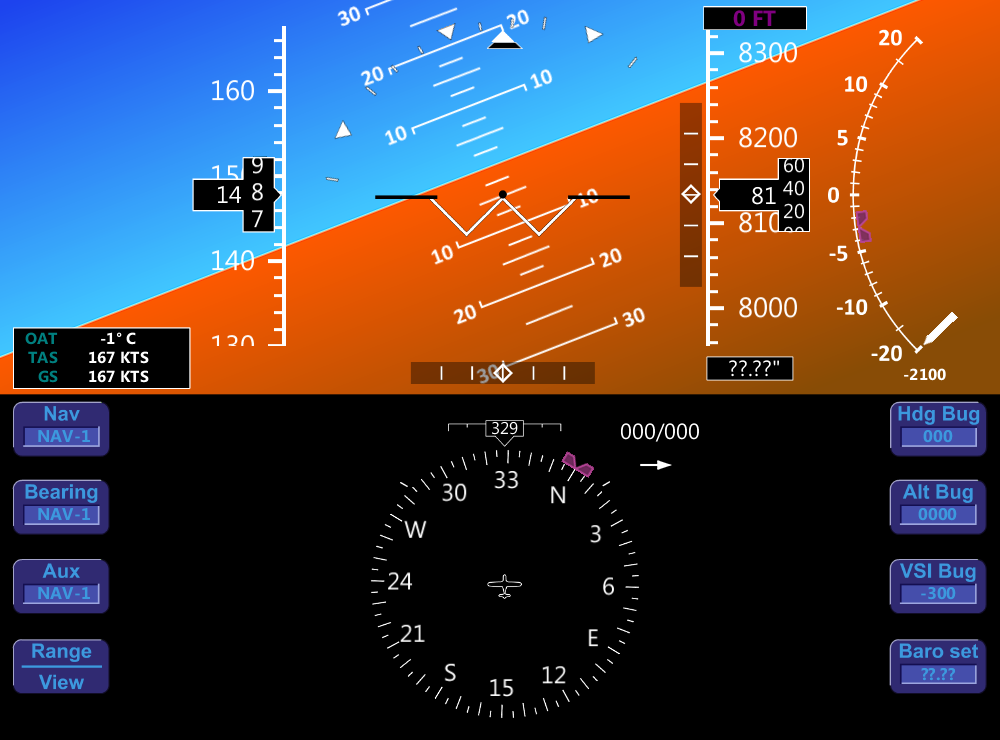 0 FT
30
20
20
10
10
10
10
20
20
30
30
160
150
140
130
14
9
8
7
8300
8200
8100
8000
81
60
40
20
00
20
10
5
0
-5
-10
-20
-2100
OAT -1° C
TAS 167 KTS
GS 167 KTS
??.??"
Nav
NAV-1
Bearing
NAV-1
Aux
NAV-1
Range
View
329
000/000
33
N
3
6
E
12
15
S
21
24
W
30
Hdg Bug
000
Alt Bug
0000
VSI Bug
-300
Baro set
??.??